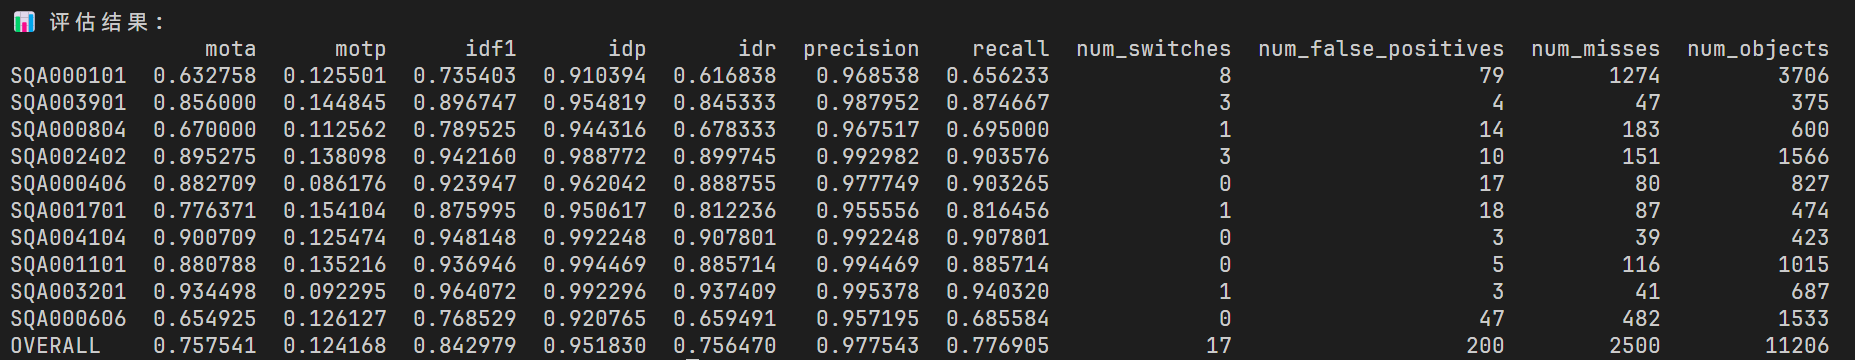 评估结果：
mota motp idf1 idp idr precision recall num_switches num_false_positives num_misses num_objects
SQA000101 0.632758 0.125501 0.735403 0.910394 0.616838 0.968538 0.656233 8 79 1274 3706
SQA003901 0.856000 0.144845 0.896747 0.954819 0.845333 0.987952 0.874667 3 4 47 375
SQA000804 0.670000 0.112562 0.789525 0.944316 0.678333 0.967517 0.695000 1 14 183 600
SQA002402 0.895275 0.138098 0.942160 0.988772 0.899745 0.992982 0.903576 3 10 151 1566
SQA000406 0.882709 0.086176 0.923947 0.962042 0.888755 0.977749 0.903265 0 17 80 827
SQA001701 0.776371 0.154104 0.875995 0.950617 0.812236 0.955556 0.816456 1 18 87 474
SQA004104 0.900709 0.125474 0.948148 0.992248 0.907801 0.992248 0.907801 0 3 39 423
SQA001101 0.880788 0.135216 0.936946 0.994469 0.885714 0.994469 0.885714 0 5 116 1015
SQA003201 0.934498 0.092295 0.964072 0.992296 0.937409 0.995378 0.940320 1 3 41 687
SQA000606 0.654925 0.126127 0.768529 0.920765 0.659491 0.957195 0.685584 0 47 482 1533
OVERALL 0.757541 0.124168 0.842979 0.951830 0.756470 0.977543 0.776905 17 200 2500 11206